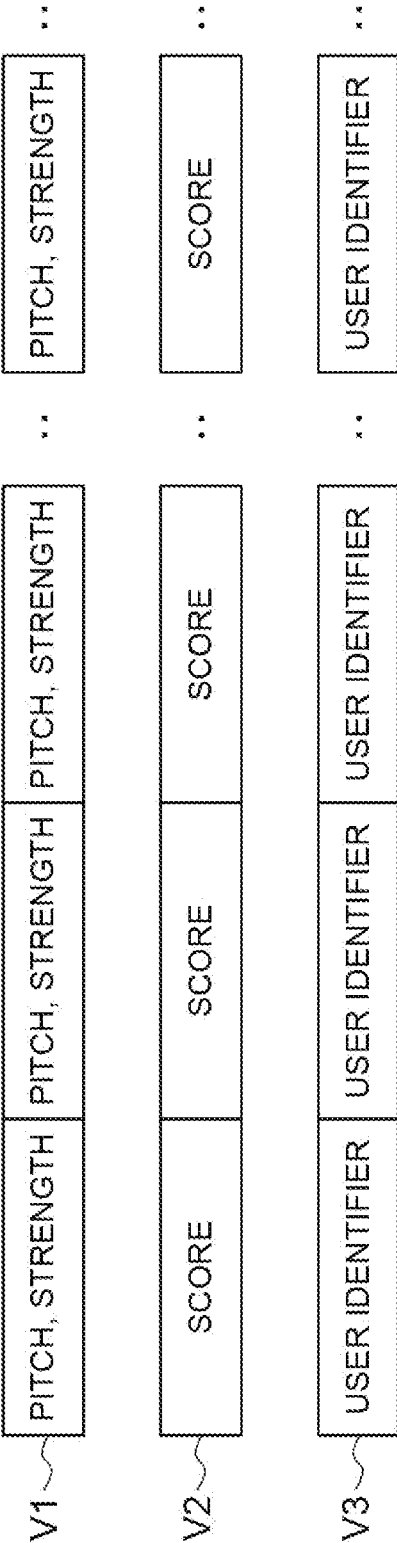 V1 PITCH, STRENGTH PITCH, STRENGTH PITCH, STRENGTH .. PITCH, STRENGTH ..
V2 SCORE SCORE SCORE .. SCORE ..
V3 USER IDENTIFIER USER IDENTIFIER USER IDENTIFIER .. USER IDENTIFIER ..